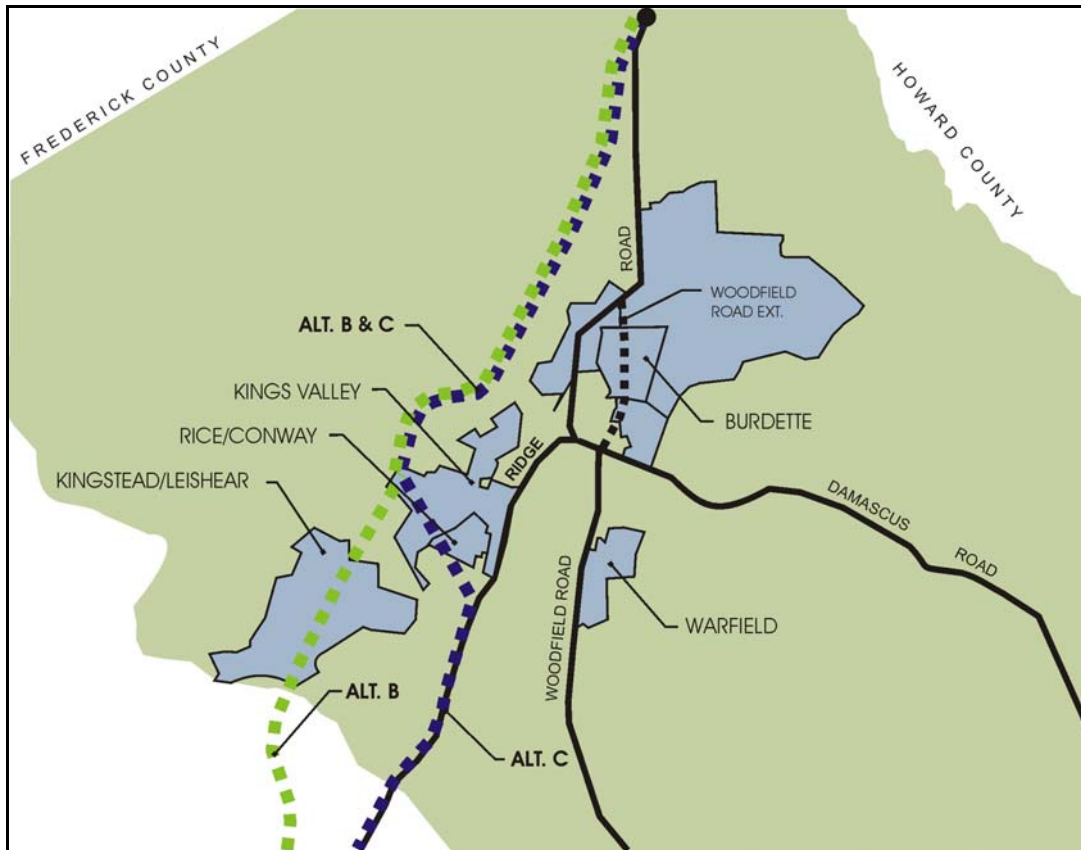 FREDERICK COUNTY
HOWARD COUNTY
ROAD
WOODFIELD
ROAD EXT.
ALT. B & C
KINGS VALLEY
RICE/CONWAY
KINGSTEAD/LEISHEAR
RIDGE
BURDETTE
DAMASCUS
ROAD
WOODFIELD ROAD
WARFIELD
ALT. B
ALT. C